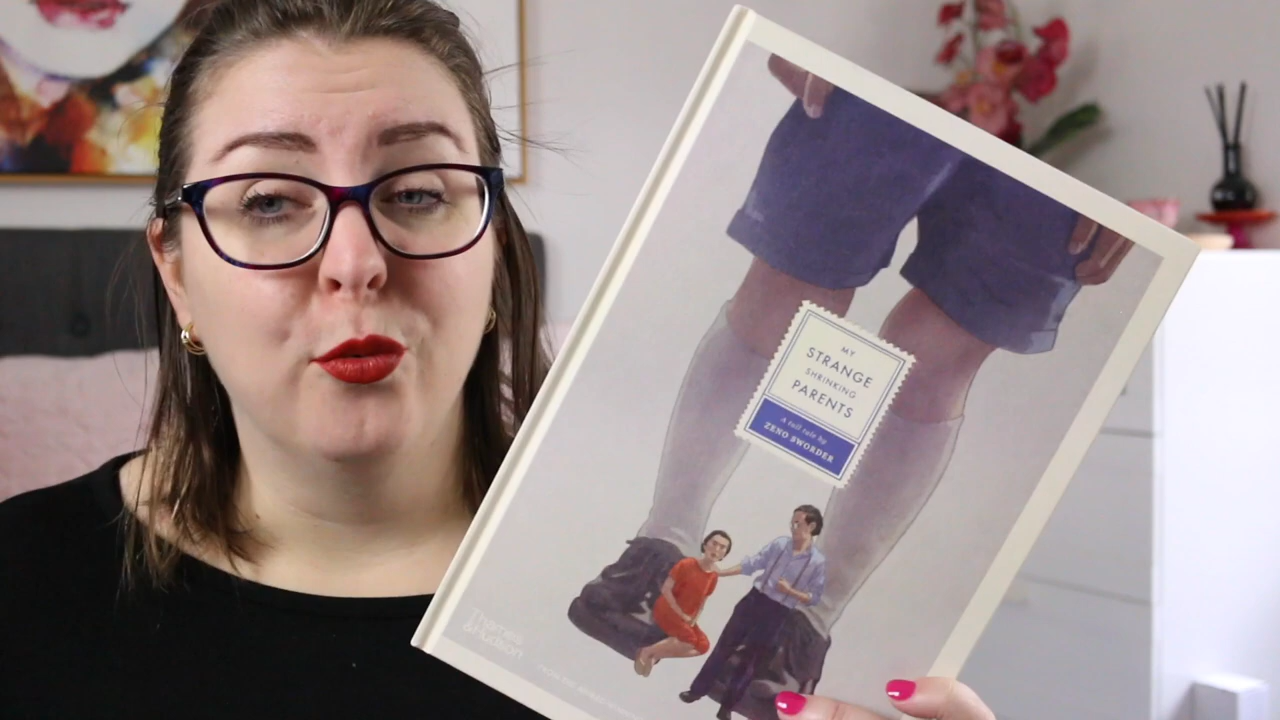 MY
STRANGE
SHRINKING
PARENTS
A tall tale by
ZENO SWORDER
Thames
&Hudson